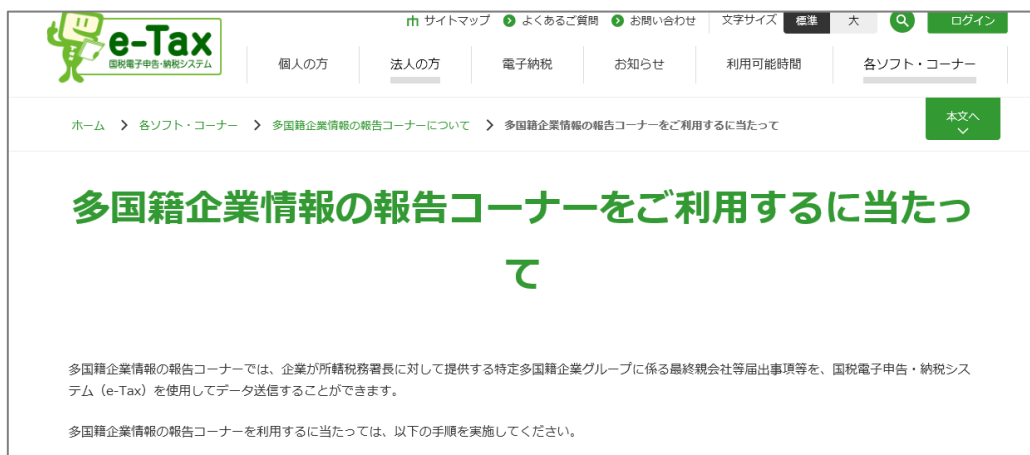 サイトマップ よくあるご質問 お問い合わせ 文字サイズ 標準 大 ログイン
e-Tax
国税電子申告・納税システム
個人の方 法人の方 電子納税 お知らせ 利用可能時間 各ソフト・コーナー
ホーム 各ソフト・コーナー 多国籍企業情報の報告コーナーについて 多国籍企業情報の報告コーナーをご利用するに当たって
本文へ
多国籍企業情報の報告コーナーをご利用するに当たっ
て
多国籍企業情報の報告コーナーでは、企業が所轄税務署長に対して提供する特定多国籍企業グループに係る最終親会社等届出事項等を、国税電子申告・納税シス
テム（e-Tax）を使用してデータ送信することができます。
多国籍企業情報の報告コーナーを利用するに当たっては、以下の手順を実施してください。